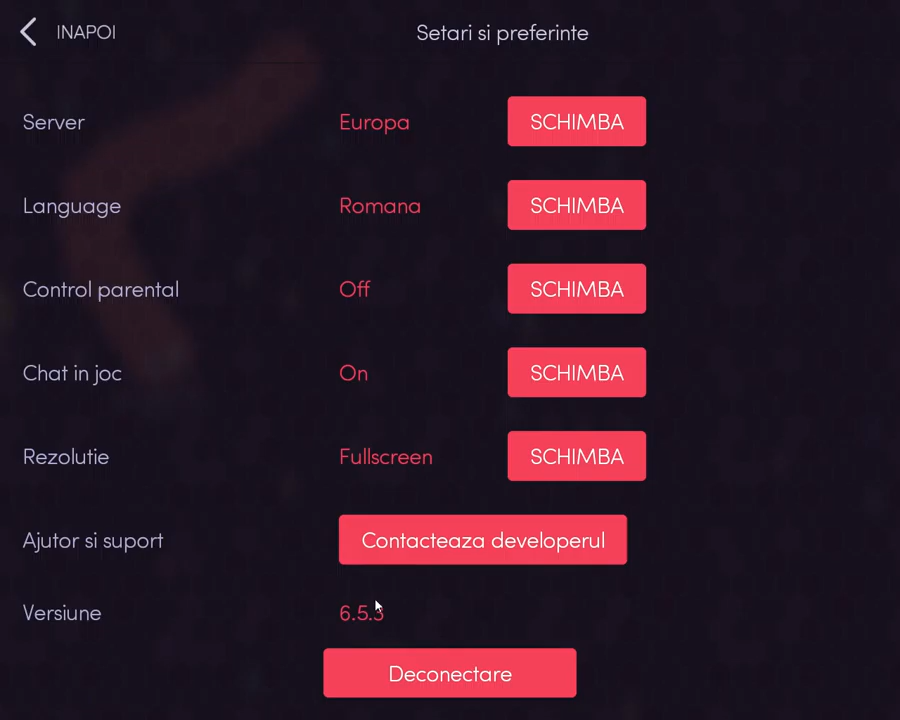 INAPOI
Setari si preferinte
Server Europa SCHIMBA
Language Romana SCHIMBA
Control parental Off SCHIMBA
Chat in joc On SCHIMBA
Rezolutie Fullscreen SCHIMBA
Ajutor si suport Contacteaza developerul
Versiune 6.5.3
Deconectare